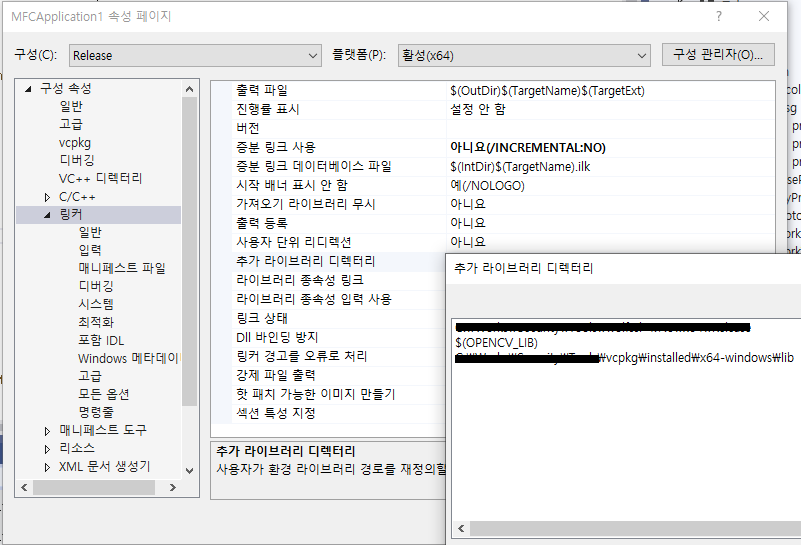 MFCApplication1 속성 페이지
구성(C): Release 플랫폼(P): 활성(x64) 구성 관리자(O)...
구성 속성
일반
고급
vcpkg
디버깅
VC++ 디렉터리
C/C++
링커
일반
입력
매니페스트 파일
디버깅
시스템
최적화
포함 IDL
Windows 메타데이
고급
모든 옵션
명령줄
매니페스트 도구
리소스
XML 문서 생성기
출력 파일 $(OutDir)$(TargetName)$(TargetExt)
진행률 표시 설정 안 함
버전
증분 링크 사용 아니요(/INCREMENTAL:NO)
증분 링크 데이터베이스 파일 $(IntDir)$(TargetName).ilk
시작 배너 표시 안 함 예(/NOLOGO)
가져오기 라이브러리 무시 아니요
출력 등록 아니요
사용자 단위 리디렉션 아니요
추가 라이브러리 디렉터리
라이브러리 종속성 링크
라이브러리 종속성 입력 사용
링크 상태
Dll 바인딩 방지
링커 경고를 오류로 처리
강제 파일 출력
핫 패치 가능한 이미지 만들기
섹션 특성 지정
추가 라이브러리 디렉터리
사용자가 환경 라이브러리 경로를 재정의할
추가 라이브러리 디렉터리
$(OPENCV_LIB)
₩vcpkg₩installed₩x64-windows₩lib